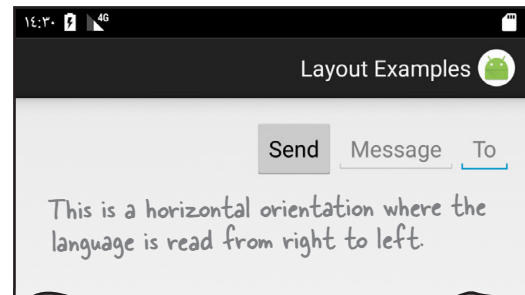 ١٤:٣٠ 4G
Layout Examples
Send Message To
This is a horizontal orientation where the
language is read from right to left.